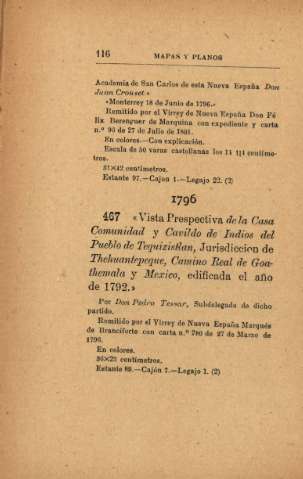 116 MAPAS Y PLANOS
Academia de San Carlos de esta Nueva España Don
Juan Crouset »
«Monterrey 18 de Junio de 1796.»
Remitido por el Virrey de Nueva España Don Fé
lix Berenguer de Marquina con expediente y carta
n.º 90 de 27 de Julio de 1801.
En colores.—Con explicación.
Escala de 50 varas castellanas los 11 1¡4 centíme-
tros.
51×42 centímetros.
Estante 97.—Cajón 1.—Legajo 22. (2)
1796
467 «Vista Prespectiva de la Casa
Comunidad y Cavildo de Indios del
Pueblo de Tequizistlan, Jurisdiccion de
Thehuantepeque, Camino Real de Goa-
themala y Mexico, edificada el año
de 1792.»
Por Don Pedro Tessar, Subdelegado de dicho
partido.
Remitido por el Virrey de Nueva España Marqués
de Branciforte con carta n.º 780 de 27 de Marzo de
1796.
En colores.
36×23 centímetros.
Estante 89.—Cajón 7.—Legajo 1. (2)